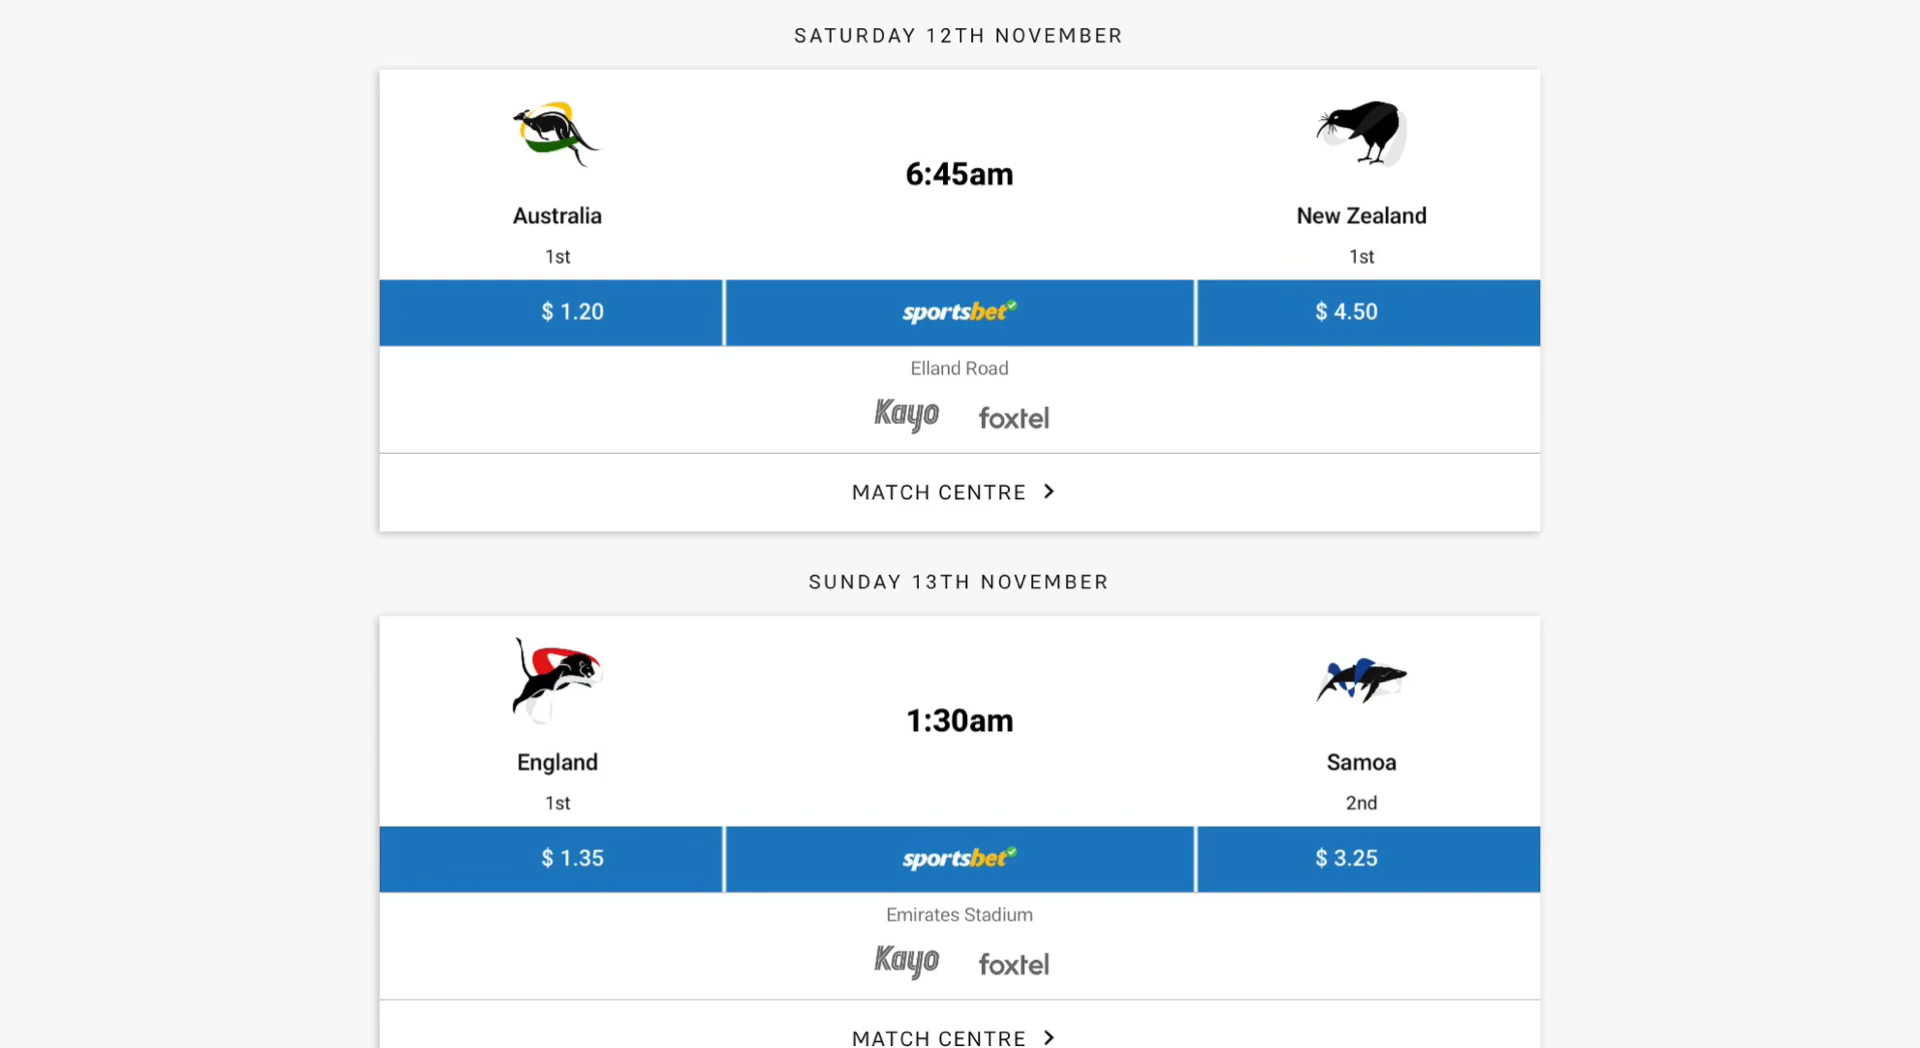 SATURDAY 12TH NOVEMBER
6:45am
Australia
New Zealand
1st
1st
$ 1.20
sportsbet
$ 4.50
Elland Road
Kayo foxtel
MATCH CENTRE
SUNDAY 13TH NOVEMBER
1:30am
England
Samoa
1st
2nd
$ 1.35
sportsbet
$ 3.25
Emirates Stadium
Kayo foxtel
MATCH CENTRE